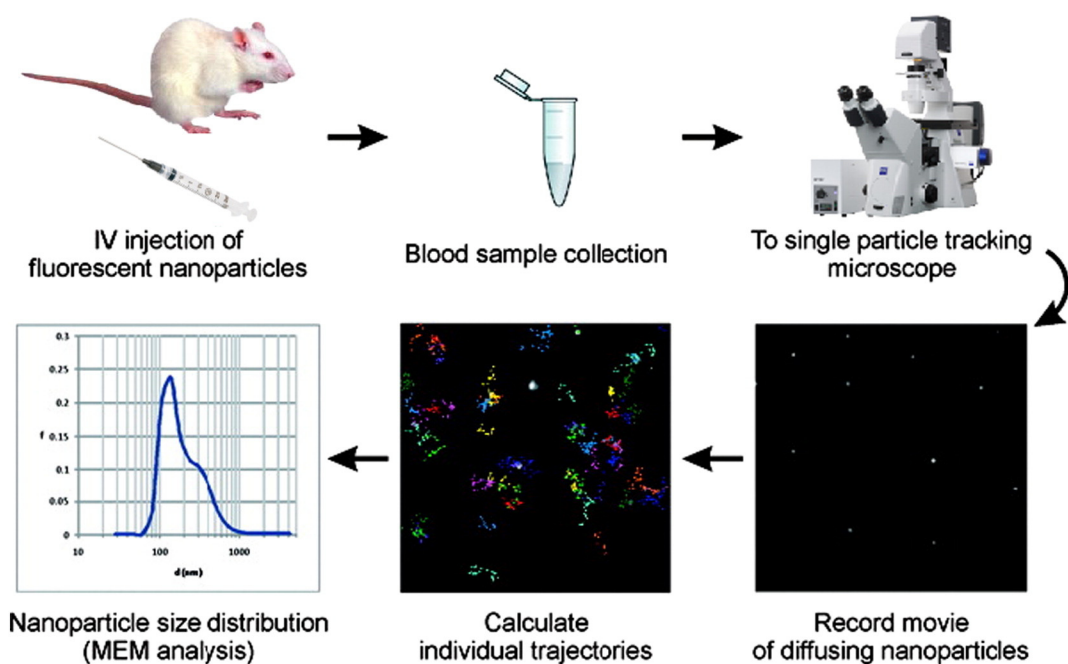 IV injection of
fluorescent nanoparticles
Blood sample collection
To single particle tracking
microscope
0.3
0.25
0.2
f
0.15
0.1
0.05
0
10
100
1000
d (nm)
Nanoparticle size distribution
(MEM analysis)
Calculate
individual trajectories
Record movie
of diffusing nanoparticles